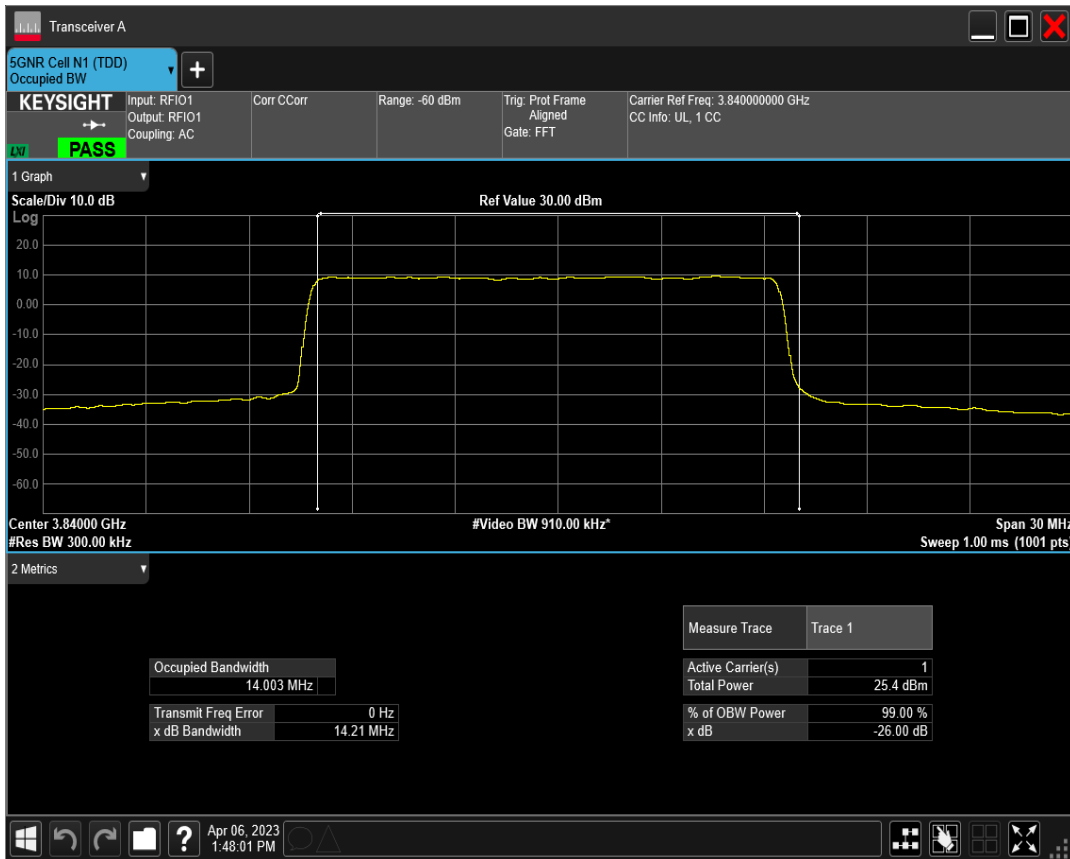 Transceiver A
5GNR Cell N1 (TDD)
Occupied BW
+
KEYSIGHT
LXI
PASS
Input: RFIO1
Output: RFIO1
Coupling: AC
Corr CCorr
Range: -60 dBm
Trig: Prot Frame
Aligned
Gate: FFT
Carrier Ref Freq: 3.840000000 GHz
CC Info: UL, 1 CC
1 Graph
Scale/Div 10.0 dB
Ref Value 30.00 dBm
Log
20.0
10.0
0.00
-10.0
-20.0
-30.0
-40.0
-50.0
-60.0
Center 3.84000 GHz
#Video BW 910.00 kHz*
Span 30 MHz
#Res BW 300.00 kHz
Sweep 1.00 ms (1001 pts)
2 Metrics
Measure Trace Trace 1
Occupied Bandwidth
14.003 MHz
Active Carrier(s) 1
Total Power 25.4 dBm
Transmit Freq Error 0 Hz
x dB Bandwidth 14.21 MHz
% of OBW Power 99.00 %
x dB -26.00 dB
?
Apr 06, 2023
1:48:01 PM